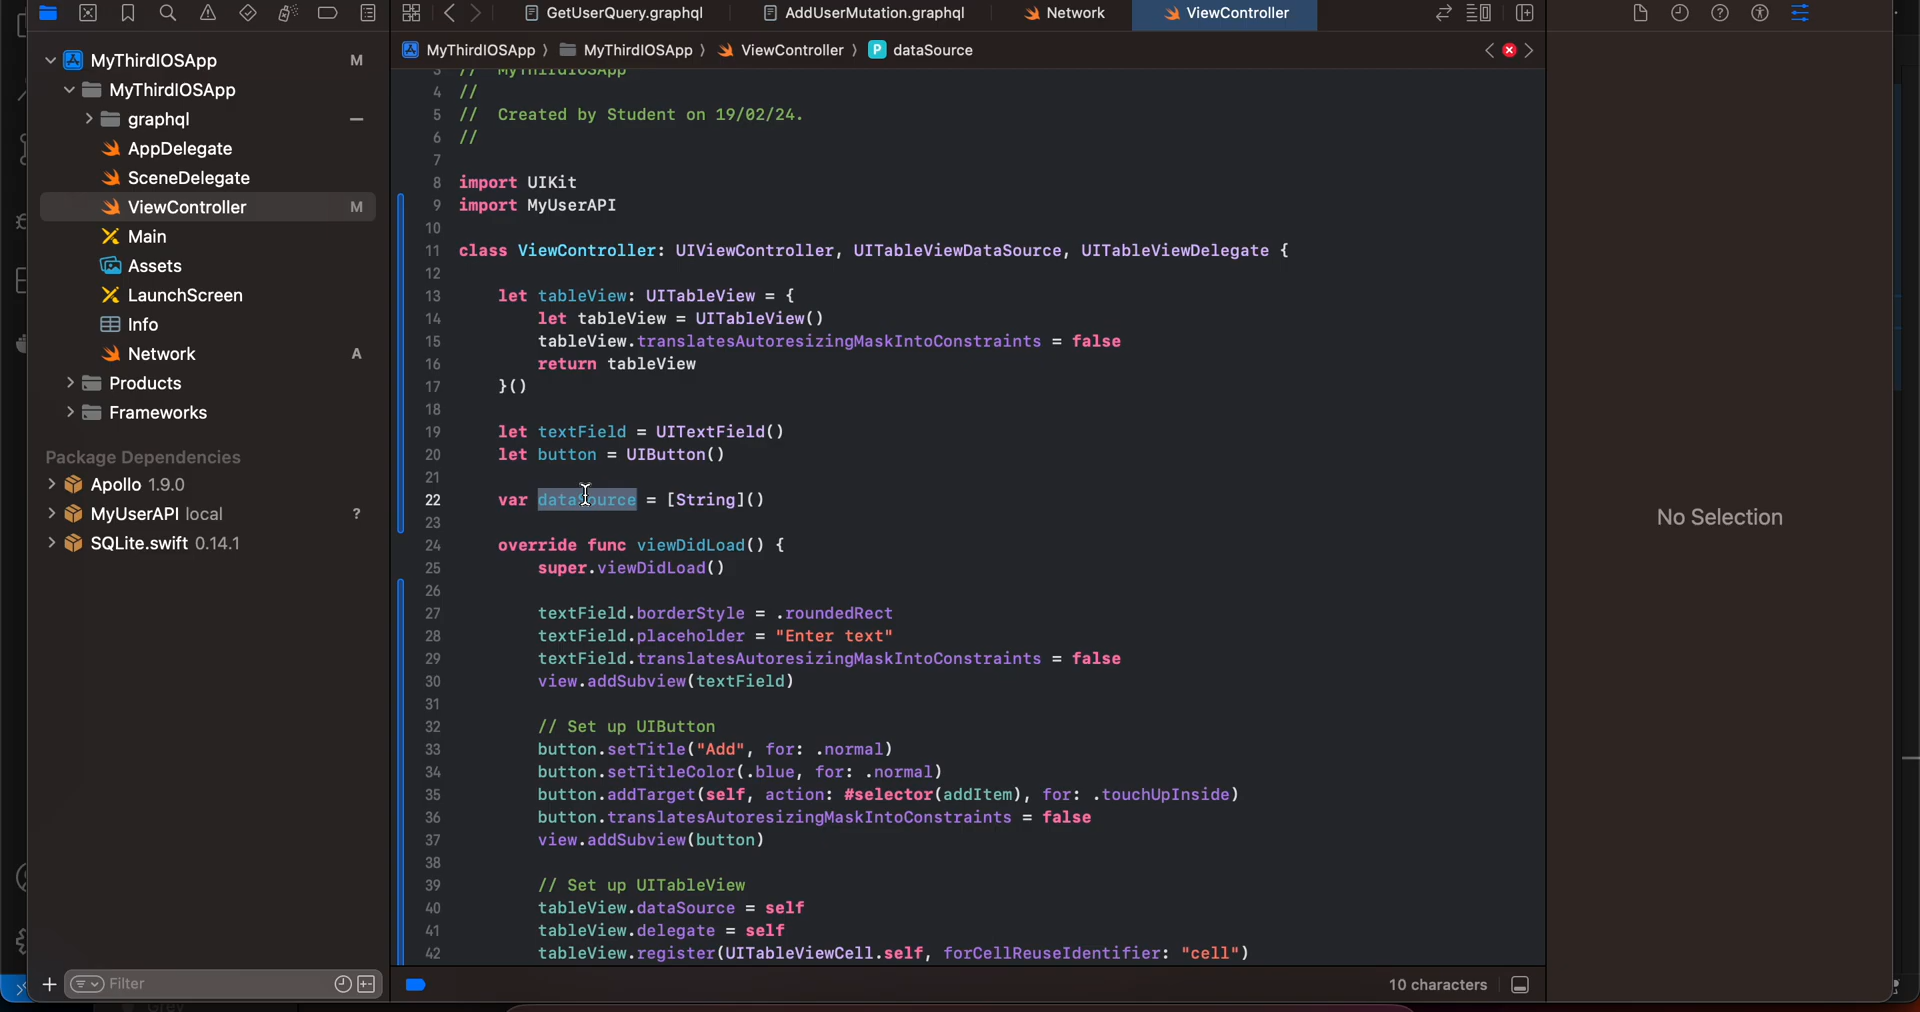 GetUserQuery.graphql AddUserMutation.graphql Network ViewController
MyThirdIOSApp M
MyThirdIOSApp
graphql
AppDelegate
SceneDelegate
ViewController M
Main
Assets
LaunchScreen
Info
Network A
Products
Frameworks
Package Dependencies
Apollo 1.9.0
MyUserAPI local ?
SQLite.swift 0.14.1
Filter
MyThirdIOSApp MyThirdIOSApp ViewController P dataSource
3 // MyThirdIOSApp
4 //
5 // Created by Student on 19/02/24.
6 //
7
8 import UIKit
9 import MyUserAPI
10
11 class ViewController: UIViewController, UITableViewDataSource, UITableViewDelegate {
12
13 let tableView: UITableView = {
14 let tableView = UITableView()
15 tableView.translatesAutoresizingMaskIntoConstraints = false
16 return tableView
17 }()
18
19 let textField = UITextField()
20 let button = UIButton()
21
22 var dataSource = [String]()
23
24 override func viewDidLoad() {
25 super.viewDidLoad()
26
27 textField.borderStyle = .roundedRect
28 textField.placeholder = "Enter text"
29 textField.translatesAutoresizingMaskIntoConstraints = false
30 view.addSubview(textField)
31
32 // Set up UIButton
33 button.setTitle("Add", for: .normal)
34 button.setTitleColor(.blue, for: .normal)
35 button.addTarget(self, action: #selector(addItem), for: .touchUpInside)
36 button.translatesAutoresizingMaskIntoConstraints = false
37 view.addSubview(button)
38
39 // Set up UITableView
40 tableView.dataSource = self
41 tableView.delegate = self
42 tableView.register(UITableViewCell.self, forCellReuseIdentifier: "cell")
10 characters
No Selection
Grey